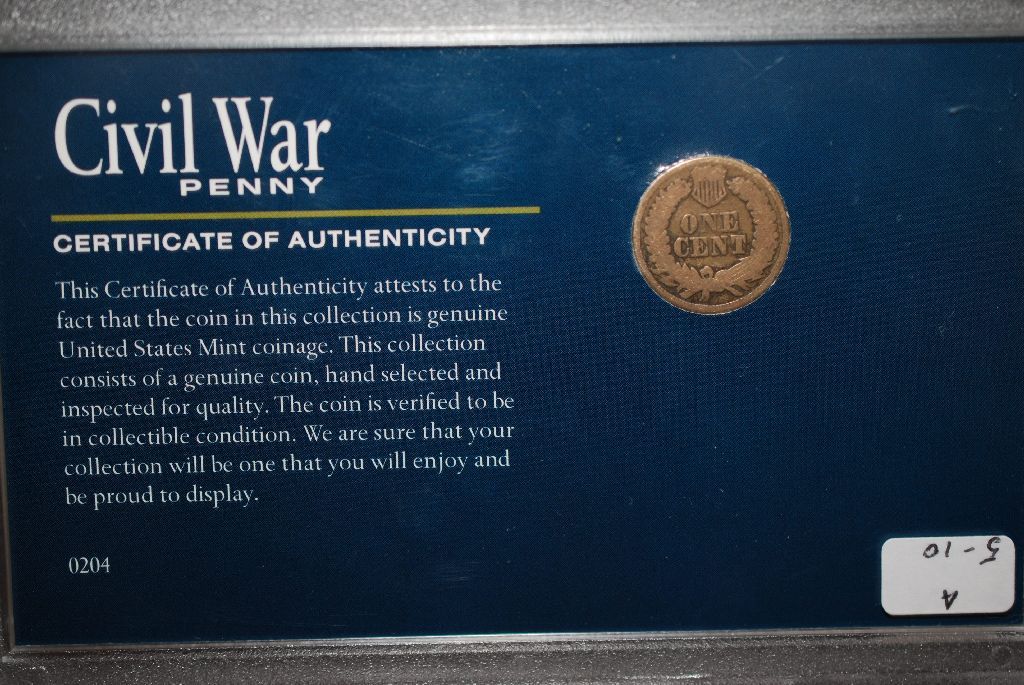 Civil War
PENNY
CERTIFICATE OF AUTHENTICITY
This Certificate of Authenticity attests to the
fact that the coin in this collection is genuine
United States Mint coinage. This collection
consists of a genuine coin, hand selected and
inspected for quality. The coin is verified to be
in collectible condition. We are sure that your
collection will be one that you will enjoy and
be proud to display.
0204
ONE
CENT
A
5-10